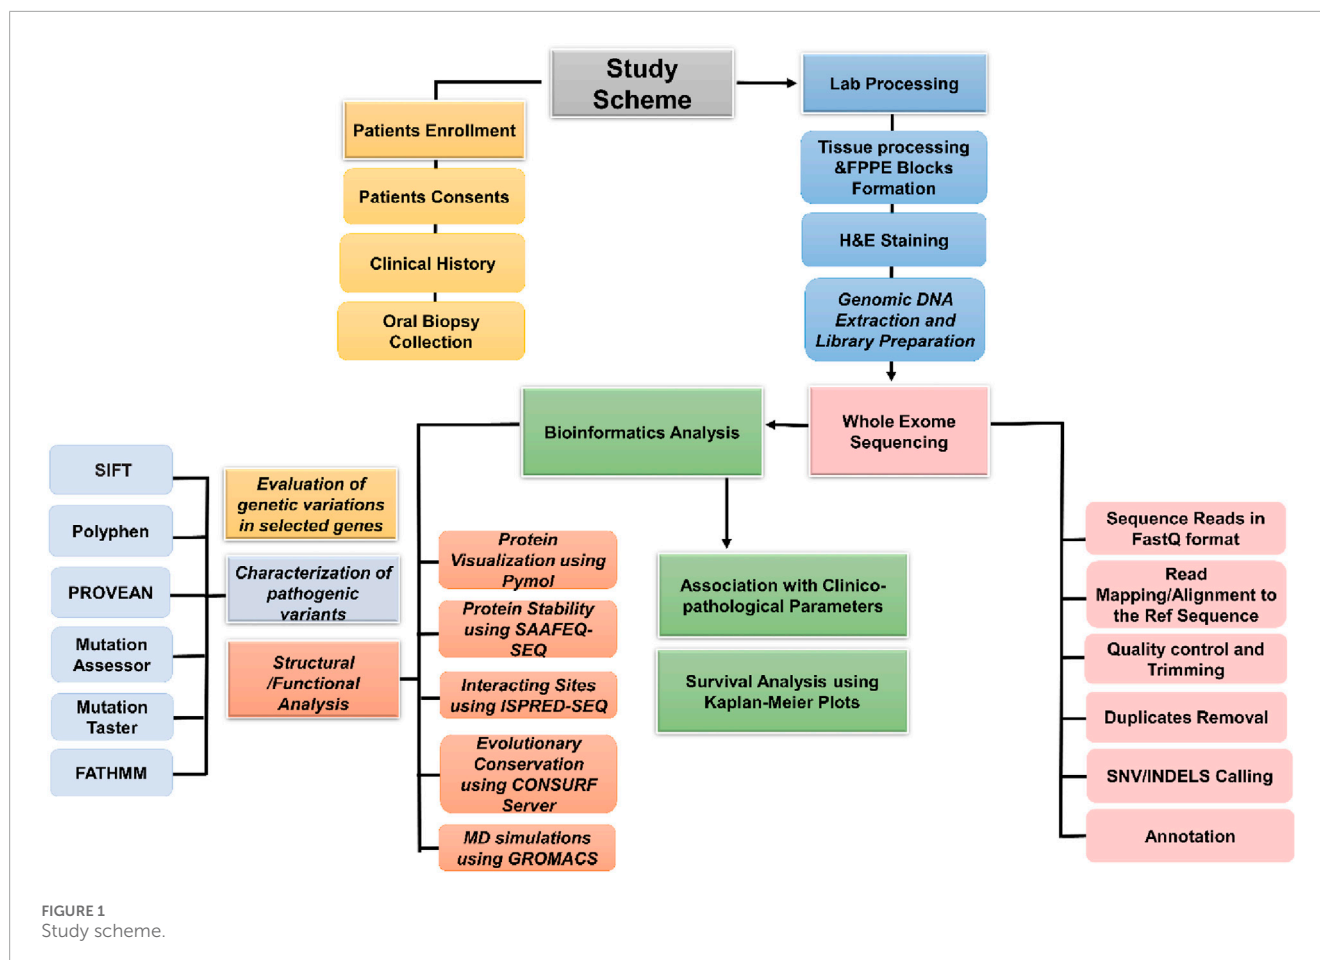 Study
Scheme
Patients Enrollment
Patients Consents
Clinical History
Oral Biopsy
Collection
Lab Processing
Tissue processing
&FPPE Blocks
Formation
H&E Staining
Genomic DNA
Extraction and
Library Preparation
Whole Exome
Sequencing
Bioinformatics Analysis
SIFT
Polyphen
PROVEAN
Mutation
Assessor
Mutation
Taster
FATHMM
Evaluation of
genetic variations
in selected genes
Characterization of
pathogenic
variants
Structural
/Functional
Analysis
Protein
Visualization using
Pymol
Protein Stability
using SAAFEQ-
SEQ
Interacting Sites
using ISPRED-SEQ
Evolutionary
Conservation
using CONSURF
Server
MD simulations
using GROMACS
Association with Clinico-
pathological Parameters
Survival Analysis using
Kaplan-Meier Plots
Sequence Reads in
FastQ format
Read
Mapping/Alignment to
the Ref Sequence
Quality control and
Trimming
Duplicates Removal
SNV/INDELS Calling
Annotation
FIGURE 1
Study scheme.